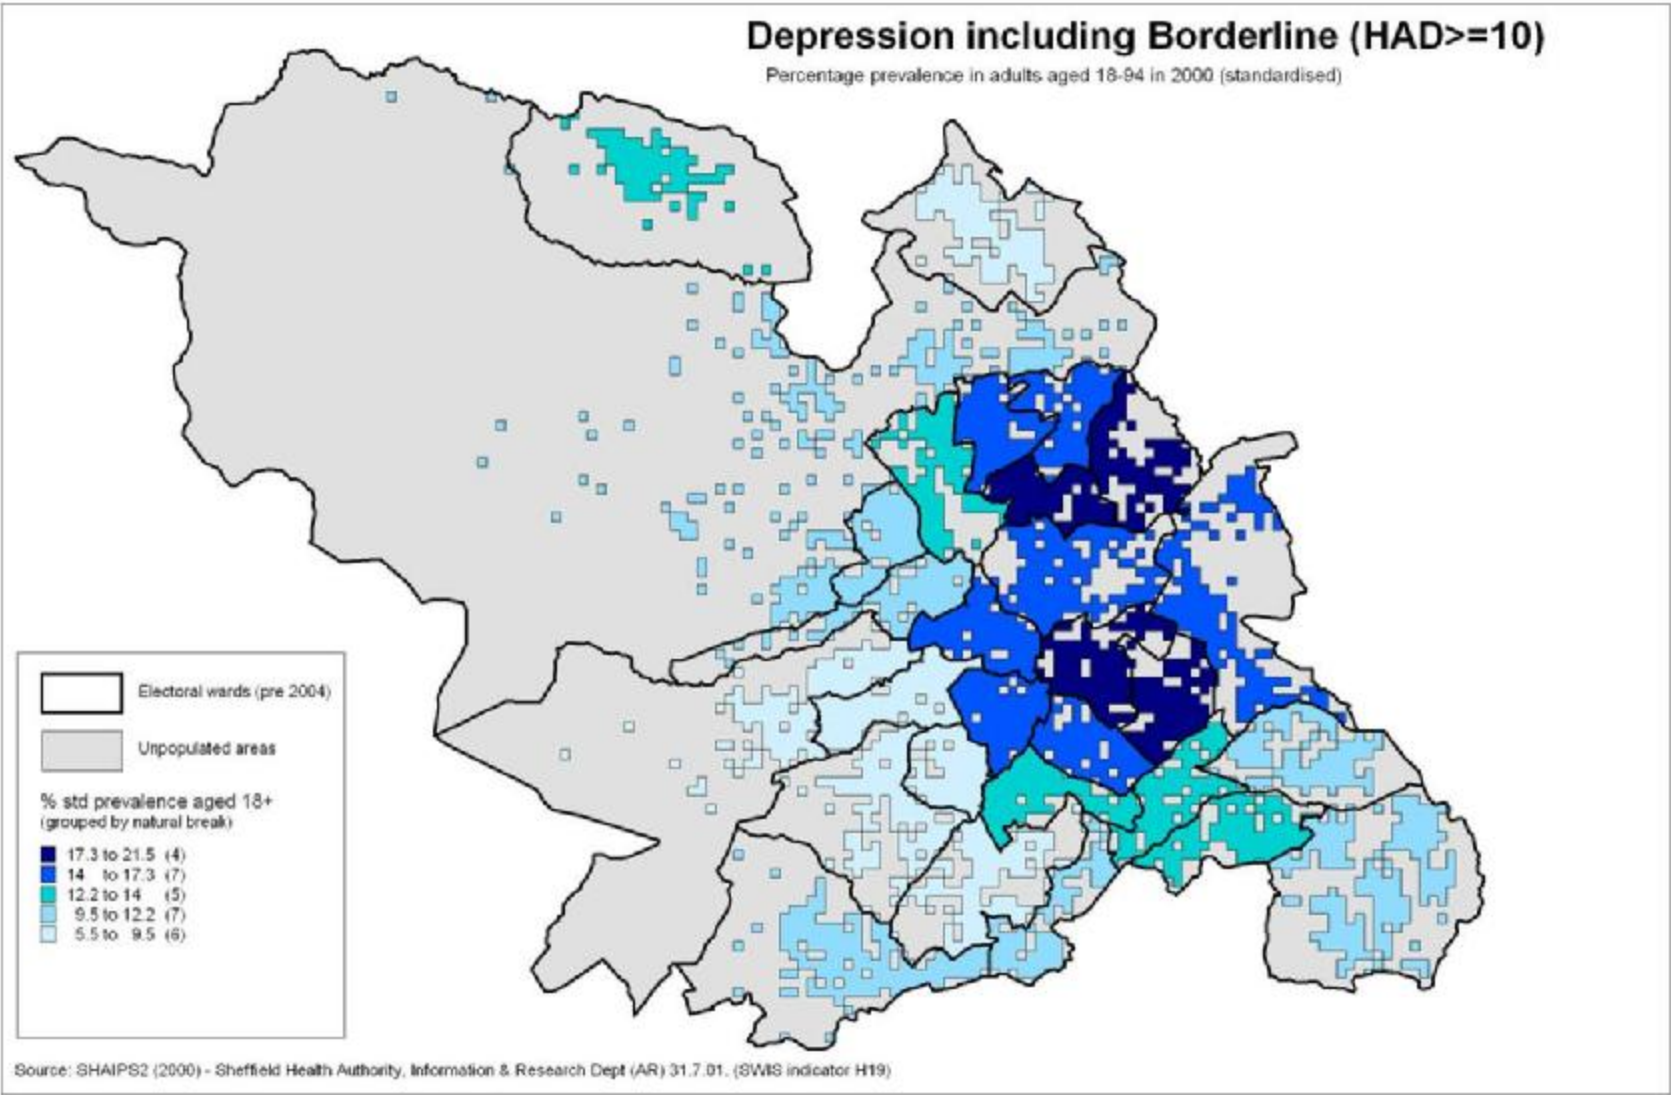 Depression including Borderline (HAD>=10)
Percentage prevalence in adults aged 18-94 in 2000 (standardised)
Electoral wards (pre 2004)
Unpopulated areas
% std prevalence aged 18+
(grouped by natural break)
17.3 to 21.5 (4)
14 to 17.3 (7)
12.2 to 14 (5)
9.5 to 12.2 (7)
5.5 to 9.5 (6)
Source: SHAIPS2 (2000) - Sheffield Health Authority, Information & Research Dept (AR) 31.7.01. (SWIS indicator H19)